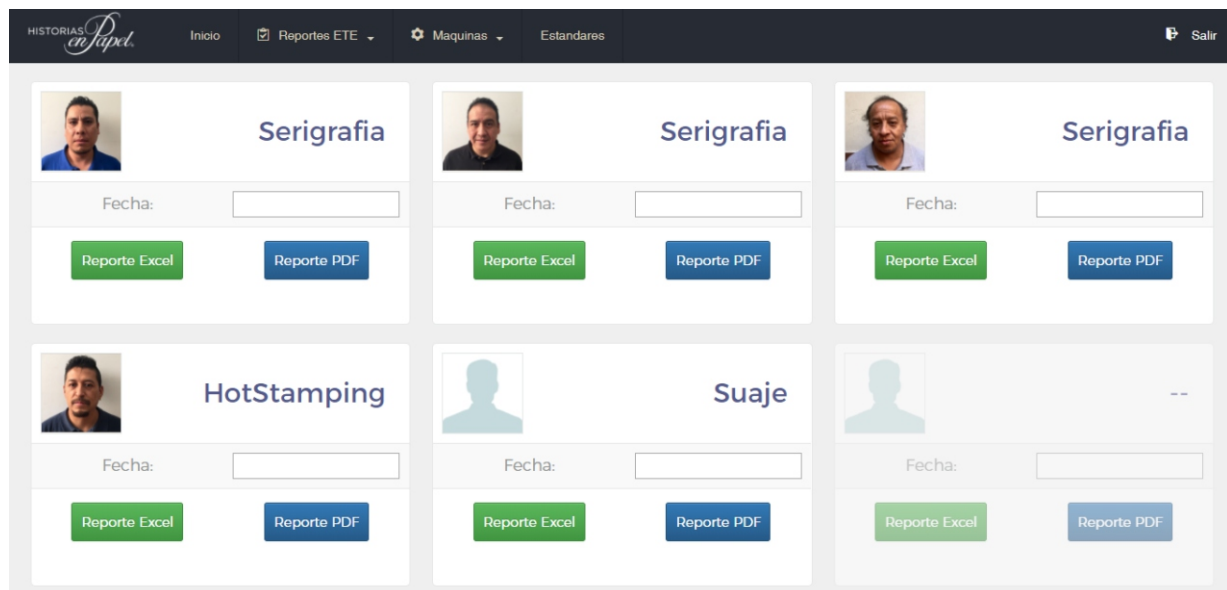 HISTORIAS en Papel.
Inicio
Reportes ETE
Maquinas
Estandares
Salir
Serigrafia
Serigrafia
Serigrafia
Fecha:
Fecha:
Fecha:
Reporte Excel
Reporte PDF
Reporte Excel
Reporte PDF
Reporte Excel
Reporte PDF
HotStamping
Suaje
--
Fecha:
Fecha:
Fecha:
Reporte Excel
Reporte PDF
Reporte Excel
Reporte PDF
Reporte Excel
Reporte PDF